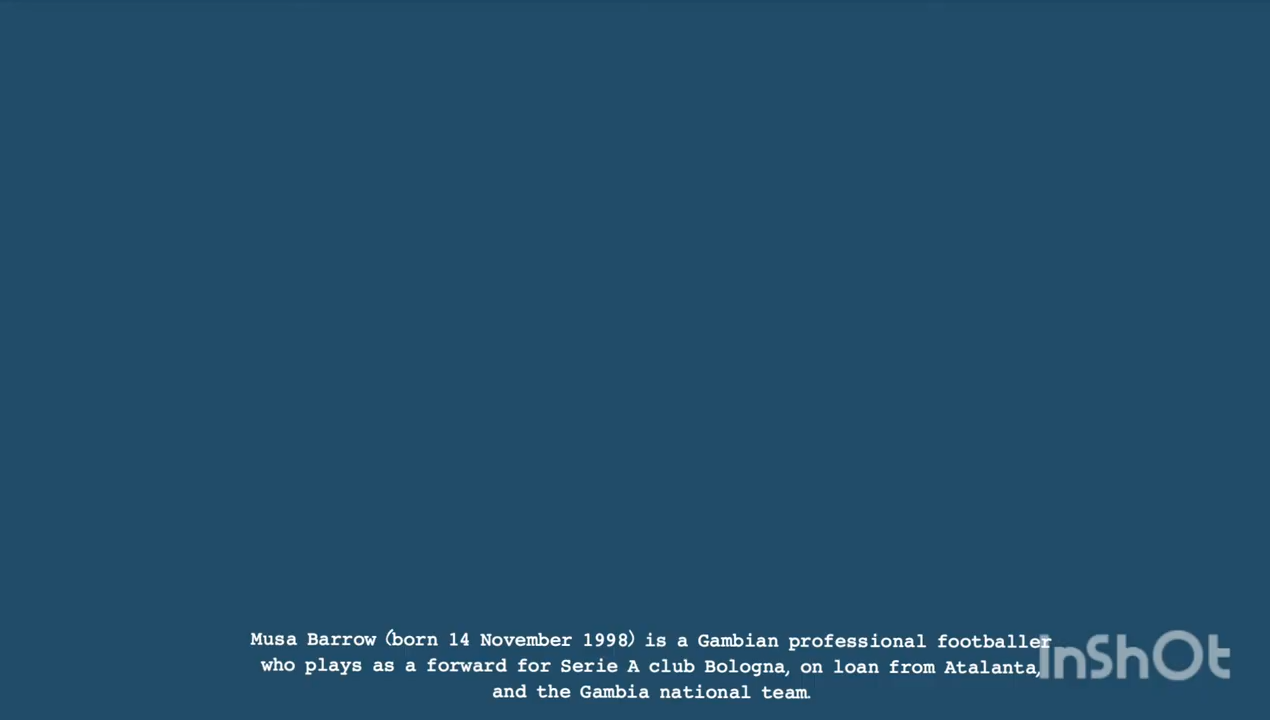 Musa Barrow (born 14 November 1998) is a Gambian professional footballer
who plays as a forward for Serie A club Bologna, on loan from Atalanta,
and the Gambia national team.
InShOt